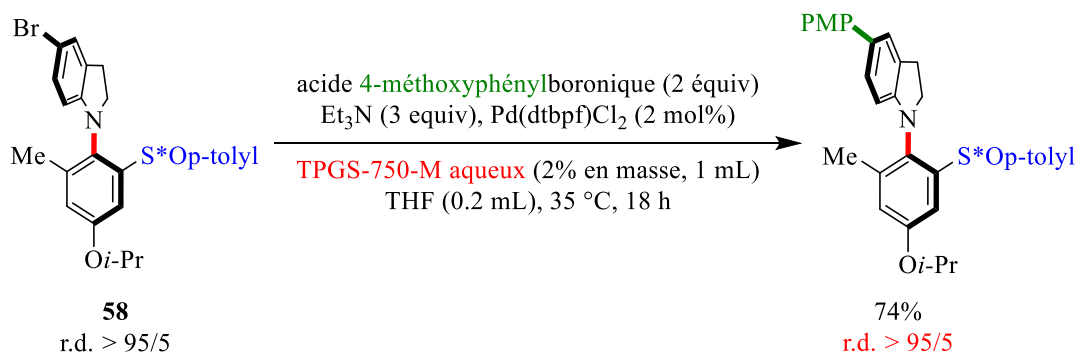 Br
N
Me
S*Op-tolyl
Oi-Pr
58
r.d. > 95/5
acide 4-méthoxyphénylboronique (2 équiv)
Et₃N (3 equiv), Pd(dtbpf)Cl₂ (2 mol%)
TPGS-750-M aqueux (2% en masse, 1 mL)
THF (0.2 mL), 35 °C, 18 h
PMP
N
Me
S*Op-tolyl
Oi-Pr
74%
r.d. > 95/5